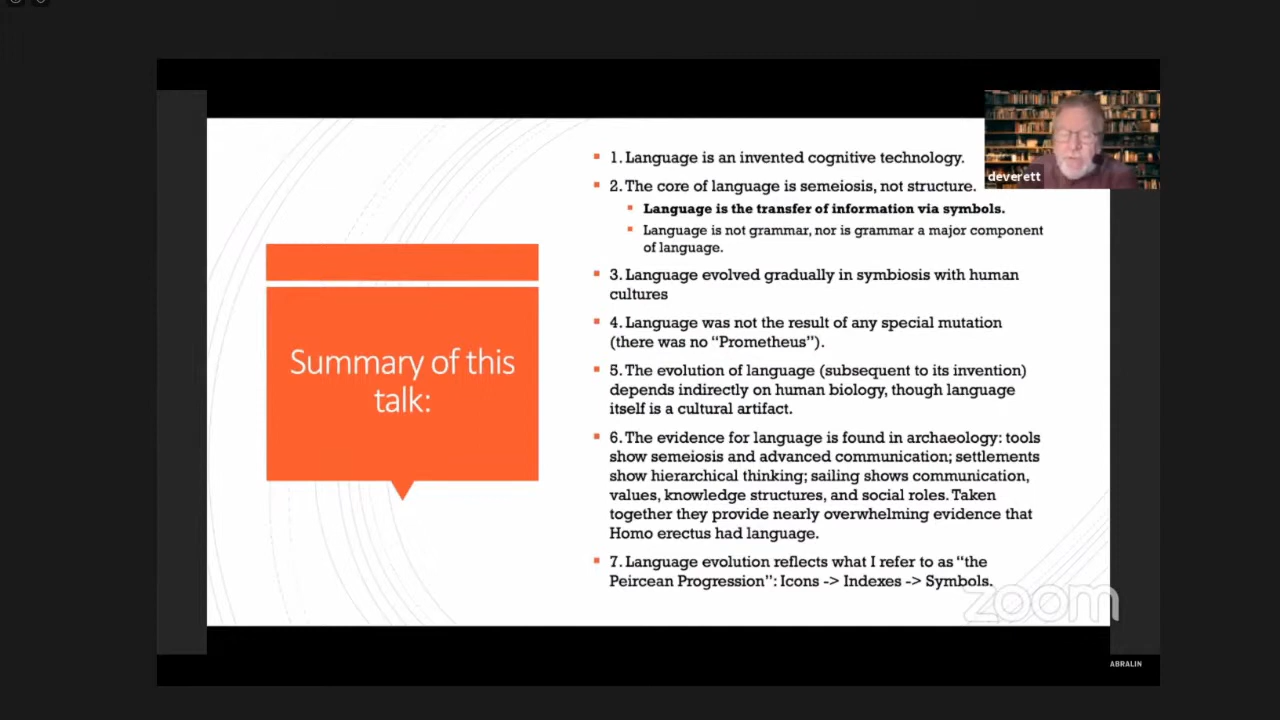 deverett
Summary of this
talk:
1. Language is an invented cognitive technology.
2. The core of language is semeiosis, not structure.
Language is the transfer of information via symbols.
Language is not grammar, nor is grammar a major component
of language.
3. Language evolved gradually in symbiosis with human
cultures
4. Language was not the result of any special mutation
(there was no “Prometheus”).
5. The evolution of language (subsequent to its invention)
depends indirectly on human biology, though language
itself is a cultural artifact.
6. The evidence for language is found in archaeology: tools
show semeiosis and advanced communication; settlements
show hierarchical thinking; sailing shows communication,
values, knowledge structures, and social roles. Taken
together they provide nearly overwhelming evidence that
Homo erectus had language.
7. Language evolution reflects what I refer to as “the
Peircean Progression”: Icons -> Indexes -> Symbols.
zoom
ABRALIN